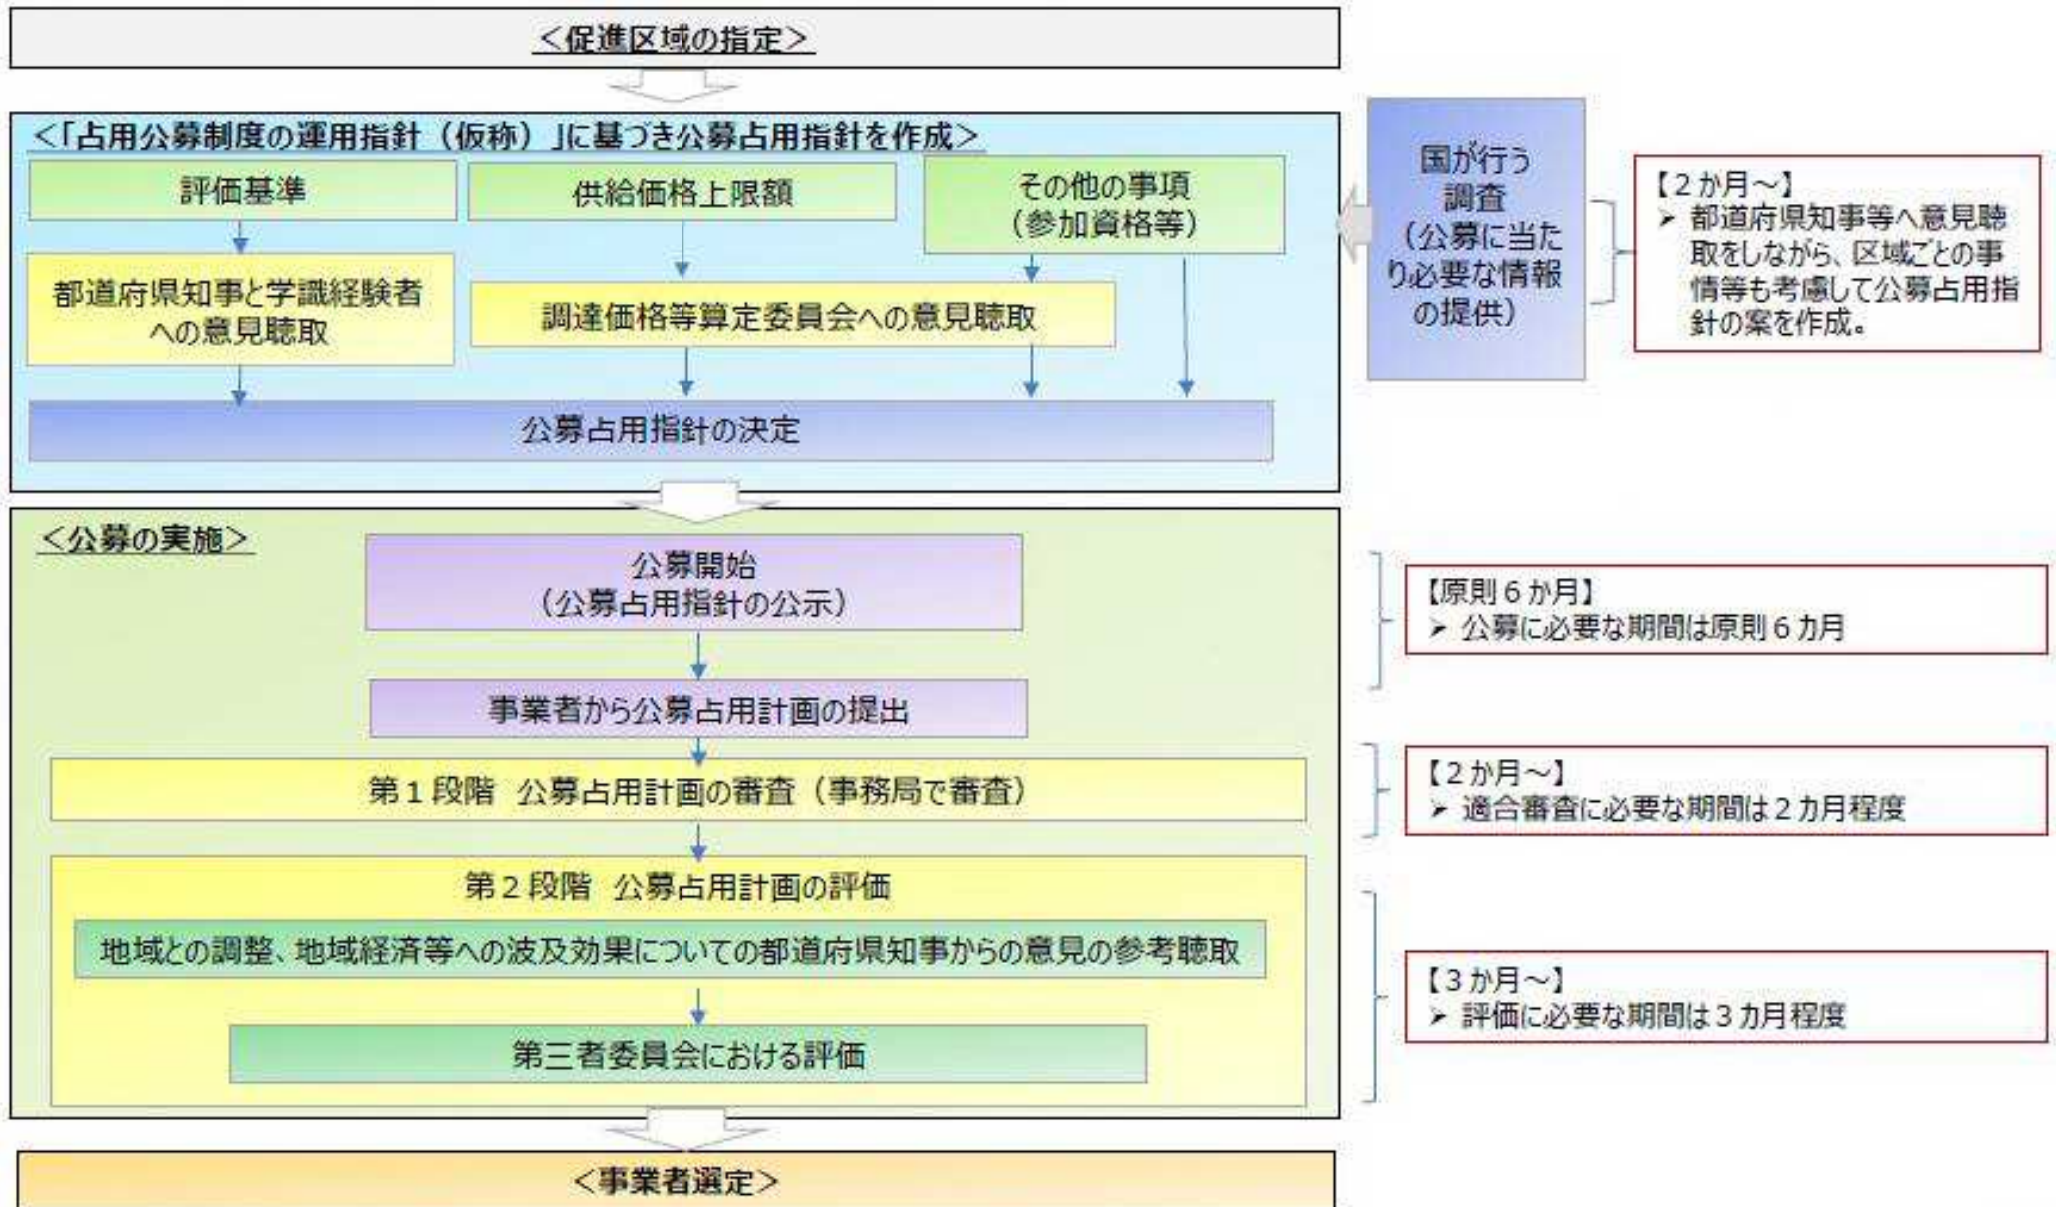 ＜促進区域の指定＞
＜「占用公募制度の運用指針（仮称）」に基づき公募占用指針を作成＞
評価基準
供給価格上限額
その他の事項
（参加資格等）
都道府県知事と学識経験者
への意見聴取
調達価格等算定委員会への意見聴取
公募占用指針の決定
国が行う
調査
（公募に当た
り必要な情報
の提供）
【２か月～】
➢ 都道府県知事等へ意見聴
取をしながら、区域ごとの事
情等も考慮して公募占用指
針の案を作成。
＜公募の実施＞
公募開始
（公募占用指針の公示）
事業者から公募占用計画の提出
第１段階 公募占用計画の審査（事務局で審査）
第２段階 公募占用計画の評価
地域との調整、地域経済等への波及効果についての都道府県知事からの意見の参考聴取
第三者委員会における評価
【原則６か月】
➢ 公募に必要な期間は原則６カ月
【２か月～】
➢ 適合審査に必要な期間は２カ月程度
【３か月～】
➢ 評価に必要な期間は３カ月程度
＜事業者選定＞